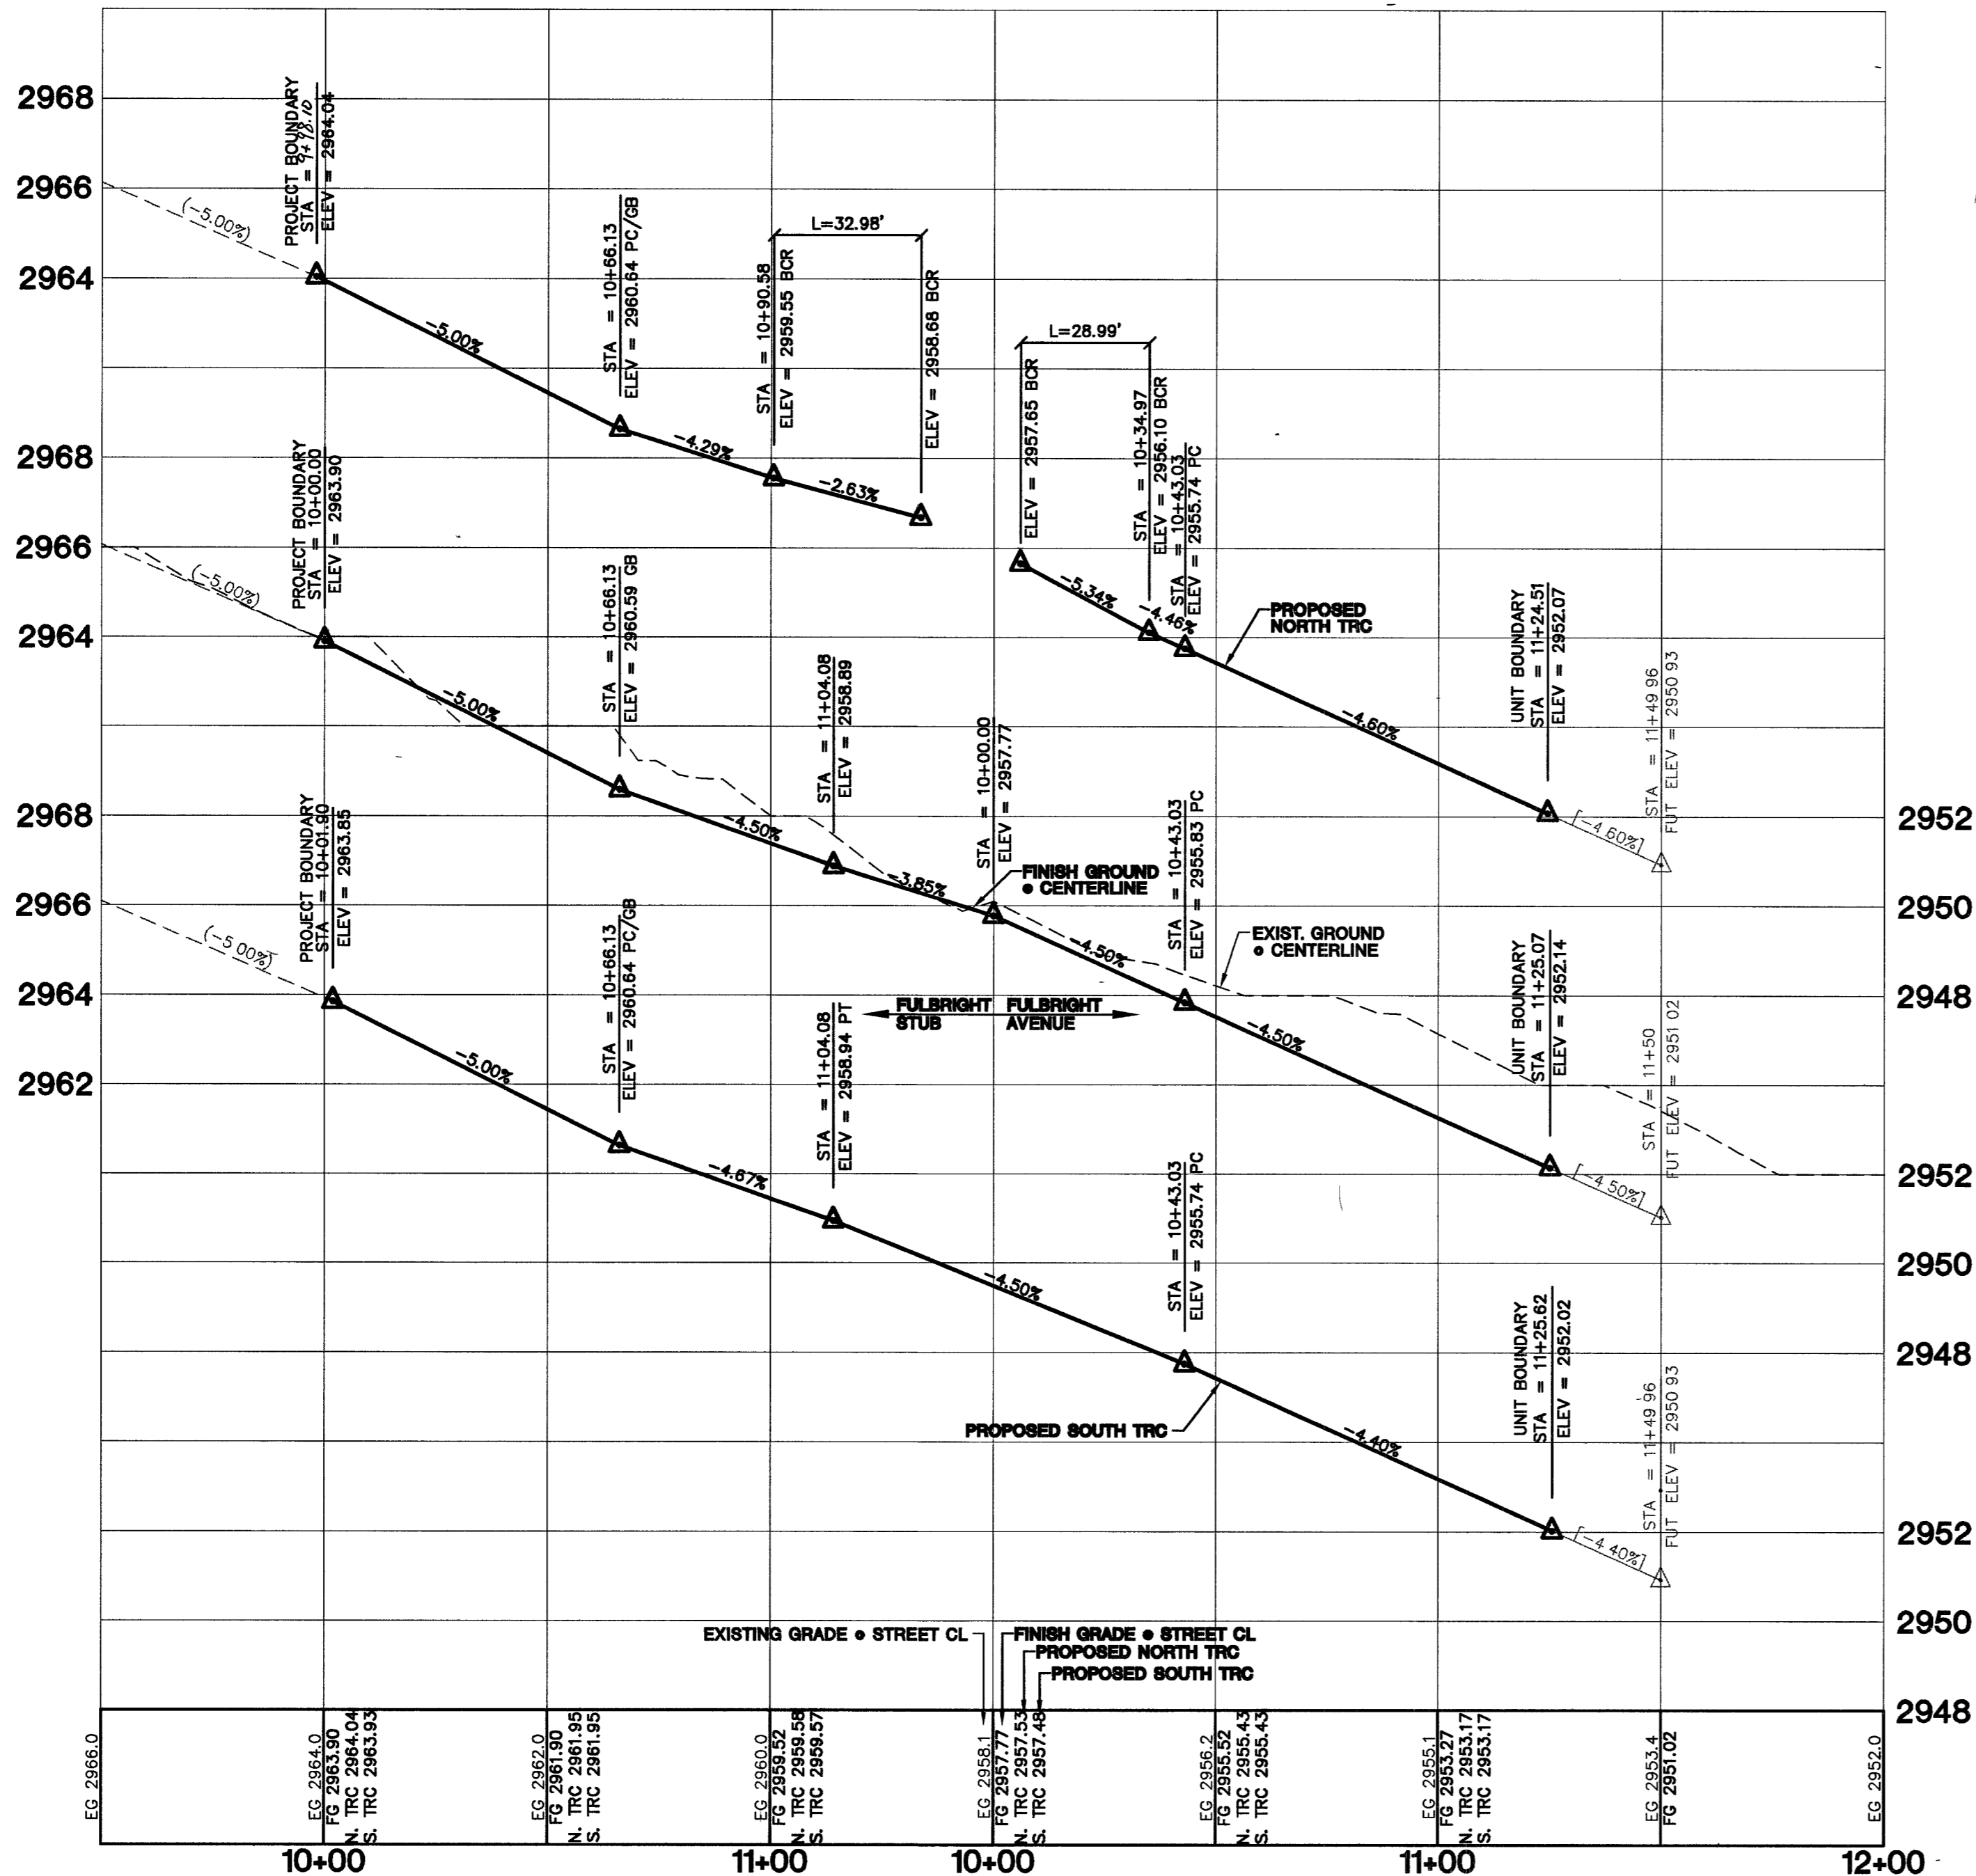 2968
2966
2964
2968
2966
2964
2968
2966
2964
2962
2952
2950
2948
2952
2950
2948
2952
2950
2948
PROJECT BOUNDARY
STA = 9+98.10
ELEV = 2964.04
(-5.00%)
-5.00%
STA = 10+66.13
ELEV = 2960.64 PC/GB
-4.29%
STA = 10+90.58
ELEV = 2959.55 BCR
L=32.98'
-2.63%
ELEV = 2958.68 BCR
L=28.99'
ELEV = 2957.65 BCR
-5.34%
STA = 10+34.97
ELEV = 2956.10 BCR
-4.46%
STA = 10+43.03
ELEV = 2955.74 PC
PROPOSED
NORTH TRC
-4.60%
UNIT BOUNDARY
STA = 11+24.51
ELEV = 2952.07
[-4.60%]
STA = 11+49 96
FUT ELEV = 2950 93
PROJECT BOUNDARY
STA = 10+00.00
ELEV = 2963.90
(-5.00%)
-5.00%
STA = 10+66.13
ELEV = 2960.59 GB
-4.50%
STA = 11+04.08
ELEV = 2958.89
-3.85%
STA = 10+00.00
ELEV = 2957.77
FINISH GROUND
@ CENTERLINE
-4.50%
STA = 10+43.03
ELEV = 2955.83 PC
EXIST. GROUND
@ CENTERLINE
-4.50%
UNIT BOUNDARY
STA = 11+25.07
ELEV = 2952.14
[-4 50%]
STA = 11+50
FUT ELEV = 2951 02
FULBRIGHT
STUB
FULBRIGHT
AVENUE
PROJECT BOUNDARY
STA = 10+01.90
ELEV = 2963.85
(-5 00%)
-5.00%
STA = 10+66.13
ELEV = 2960.64 PC/GB
-4.67%
STA = 11+04.08
ELEV = 2958.94 PT
-4.50%
STA = 10+43.03
ELEV = 2955.74 PC
PROPOSED SOUTH TRC
-4.40%
UNIT BOUNDARY
STA = 11+25.62
ELEV = 2952.02
[-4 40%]
STA = 11+49 96
FUT ELEV = 2950 93
EXISTING GRADE @ STREET CL
FINISH GRADE @ STREET CL
PROPOSED NORTH TRC
PROPOSED SOUTH TRC
EG 2966.0
EG 2964.0
FG 2963.90
N. TRC 2964.04
S. TRC 2963.93
EG 2962.0
FG 2961.90
N. TRC 2961.95
S. TRC 2961.95
EG 2960.0
FG 2959.52
N. TRC 2959.58
S. TRC 2959.57
EG 2958.1
FG 2957.77
N. TRC 2957.53
S. TRC 2957.48
EG 2956.2
FG 2955.52
N. TRC 2955.43
S. TRC 2955.43
EG 2955.1
FG 2953.27
N. TRC 2953.17
S. TRC 2953.17
EG 2953.4
FG 2951.02
EG 2952.0
10+00
11+00
10+00
11+00
12+00